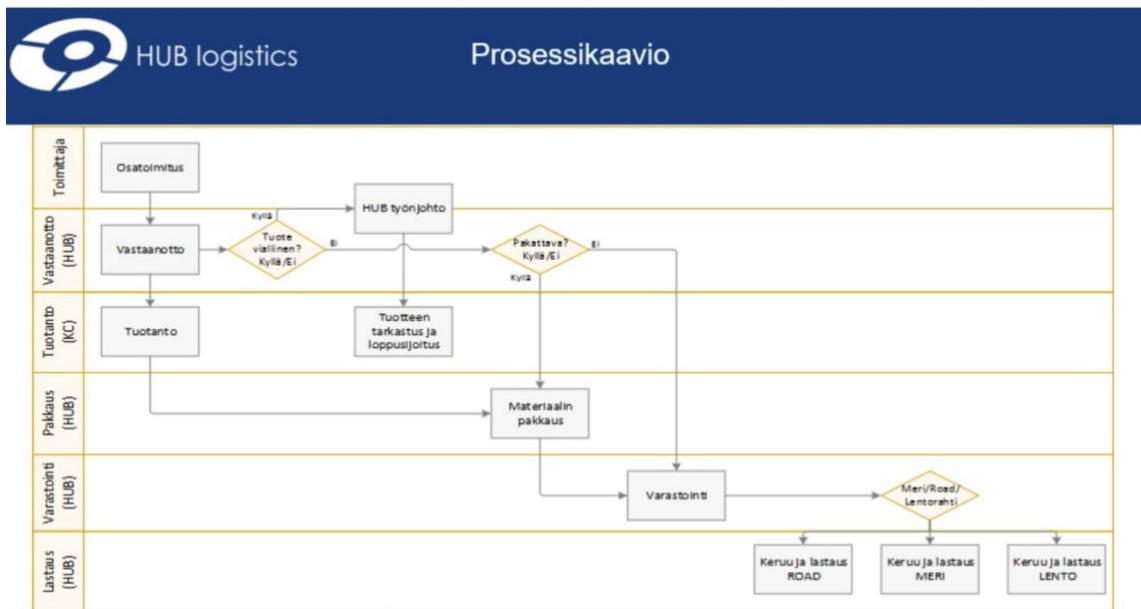 HUB logistics
Prosessikaavio
Toimittaja
Osatoimitus
HUB työnjohto
Vastaanotto
(HUB)
Vastaanotto
Kyllä
Tuote
viallinen?
Kyllä/Ei
Ei
Pakattava?
Kyllä/Ei
Ei
Kyllä
Tuotanto
(KC)
Tuotanto
Tuotteen
tarkastus ja
loppusijoitus
Pakkaus
(HUB)
Materiaalin
pakkaus
Varastointi
(HUB)
Varastointi
Meri/Road/
Lentorahti
Lastaus
(HUB)
Keruu ja lastaus
ROAD
Keruu ja lastaus
MERI
Keruu ja lastaus
LENTO